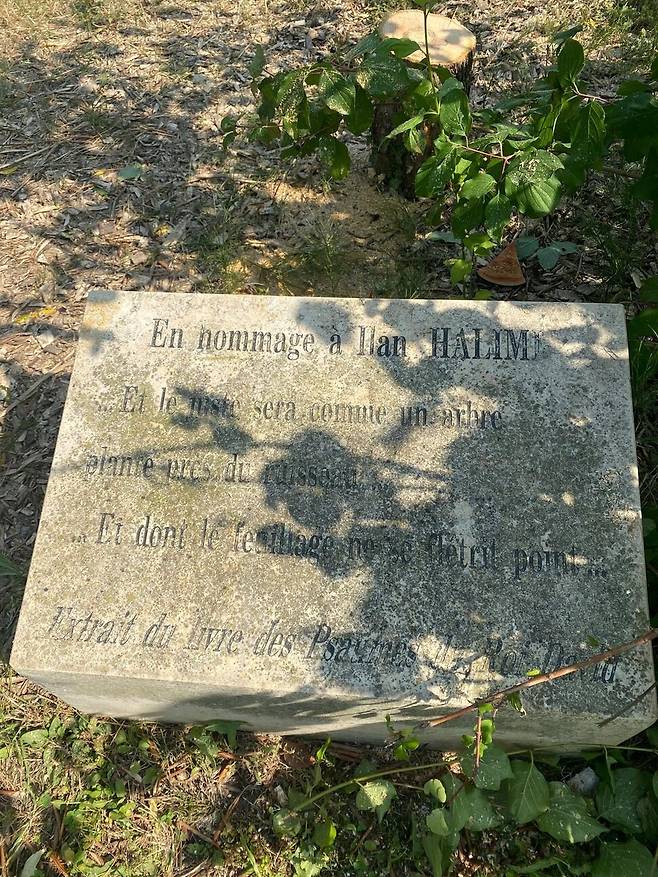 En hommage à Ilan HALIMI
... Et le juste sera comme un arbre
planté près du ruisseau ...
... Et dont le feuillage ne se flétrit point ...
Extrait du livre des Psaumes du Roi David